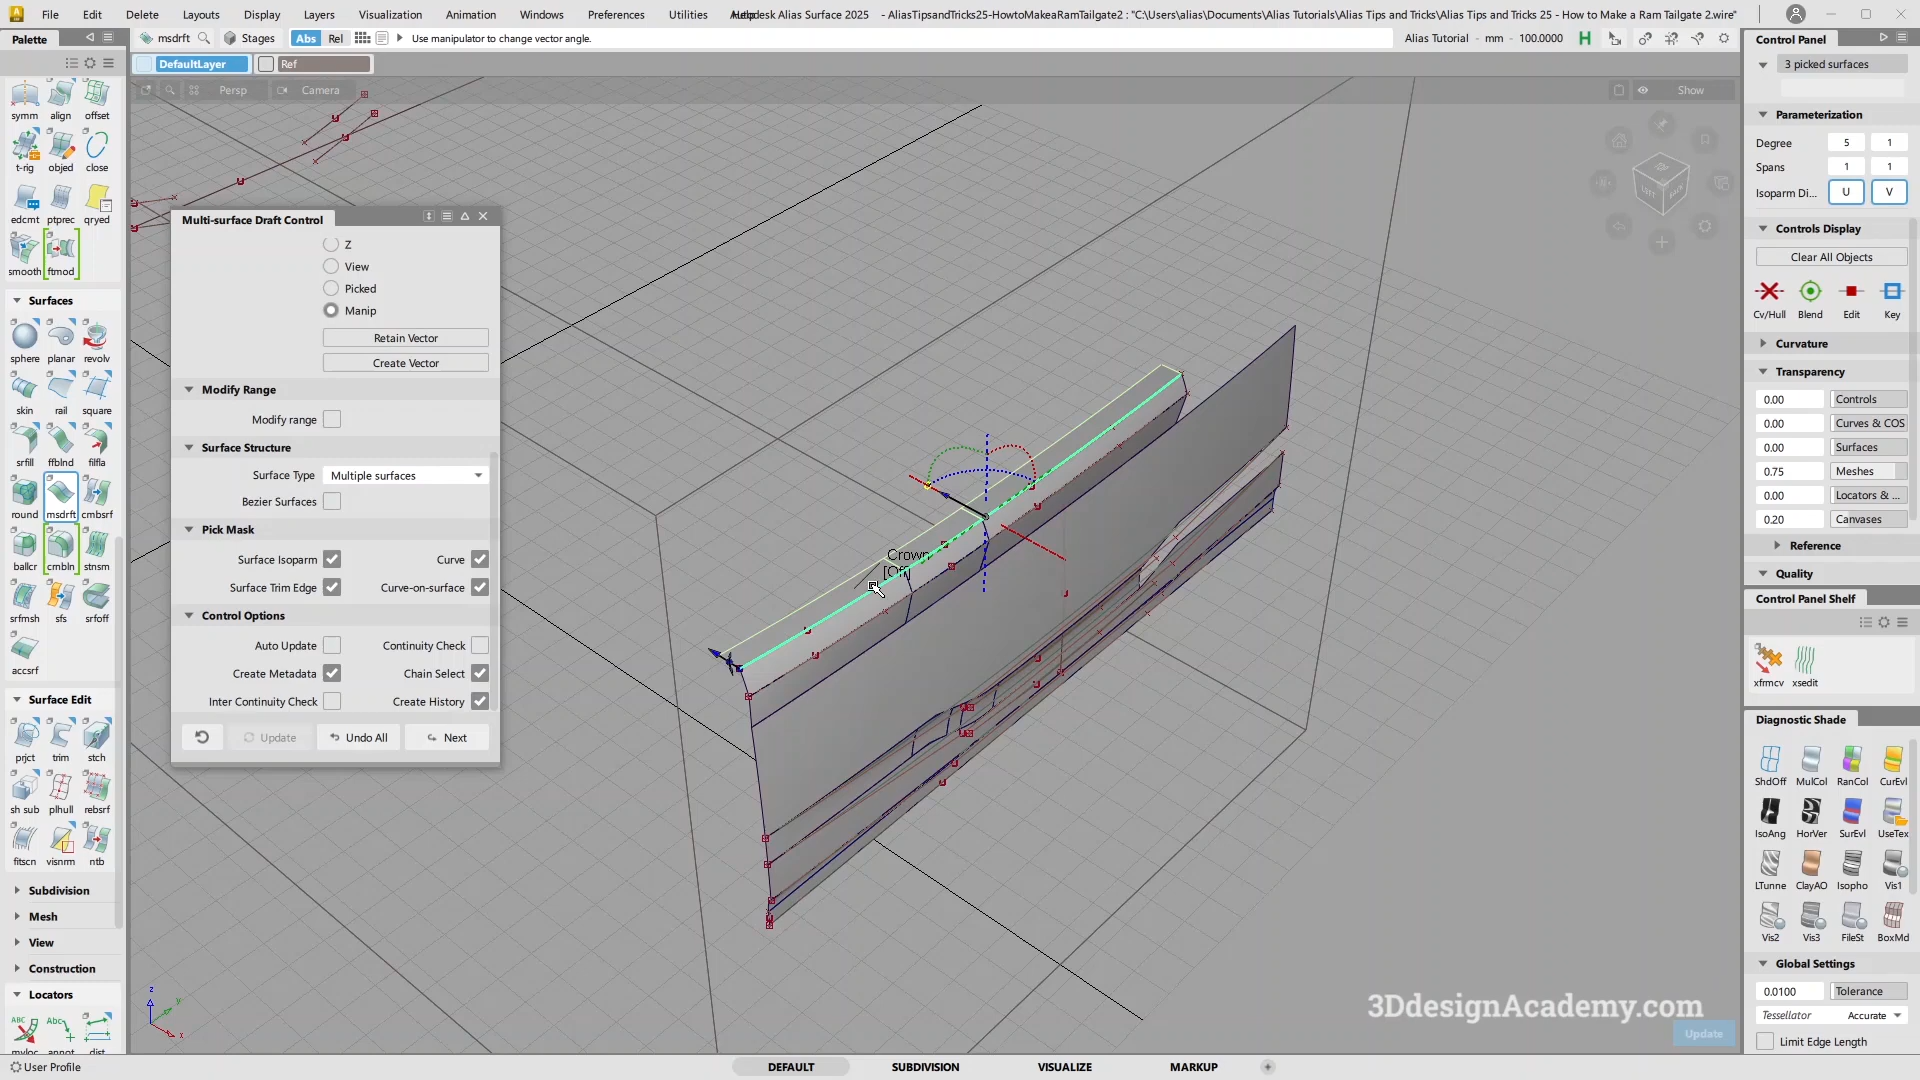 File Edit Delete Layouts Display Layers Visualization Animation Windows Preferences Utilities
Autodesk Alias Surface 2025 - AliasTipsandTricks25-HowtoMakeaRamTailgate2 : "C:\Users\alias\Documents\Alias Tutorials\Alias Tips and Tricks\Alias Tips and Tricks 25 - How to Make a Ram Tailgate 2.wire"
Palette
msdrft Stages Abs Rel Use manipulator to change vector angle.
Alias Tutorial - mm - 100.0000
DefaultLayer Ref
Persp Camera Show
symm align offset
t-rig objed close
edcmt ptprec qryed
smooth ftmod
Surfaces
sphere planar revolv
skin rail square
srfill ffblnd filfla
round msdrft cmbsrf
ballcr cmbln stnsm
srfmsh sfs srfoff
accsrf
Surface Edit
prjct trim stch
sh sub plhull rebsrf
fitscn visnrm ntb
Subdivision
Mesh
View
Construction
Locators
myloc annot dist
User Profile
Multi-surface Draft Control
Z
View
Picked
Manip
Retain Vector
Create Vector
Modify Range
Modify range
Surface Structure
Surface Type Multiple surfaces
Bezier Surfaces
Pick Mask
Surface Isoparm Curve
Surface Trim Edge Curve-on-surface
Control Options
Auto Update Continuity Check
Create Metadata Chain Select
Inter Continuity Check Create History
Update Undo All Next
Crown
[Off]
LEFT BACK
z
y
x
3DdesignAcademy.com
Update
DEFAULT SUBDIVISION VISUALIZE MARKUP +
Control Panel
3 picked surfaces
Parameterization
Degree 5 1
Spans 1 1
Isoparm Di... U V
Controls Display
Clear All Objects
Cv/Hull Blend Edit Key
Curvature
Transparency
0.00 Controls
0.00 Curves & COS
0.00 Surfaces
0.75 Meshes
0.00 Locators & ...
0.20 Canvases
Reference
Quality
Control Panel Shelf
xfrmcv xsedit
Diagnostic Shade
ShdOff MulCol RanCol CurEvl
IsoAng HorVer SurEvl UseTex
LTunne ClayAO Isopho Vis1
Vis2 Vis3 FileSt BoxMd
Global Settings
0.0100 Tolerance
Tessellator Accurate
Limit Edge Length